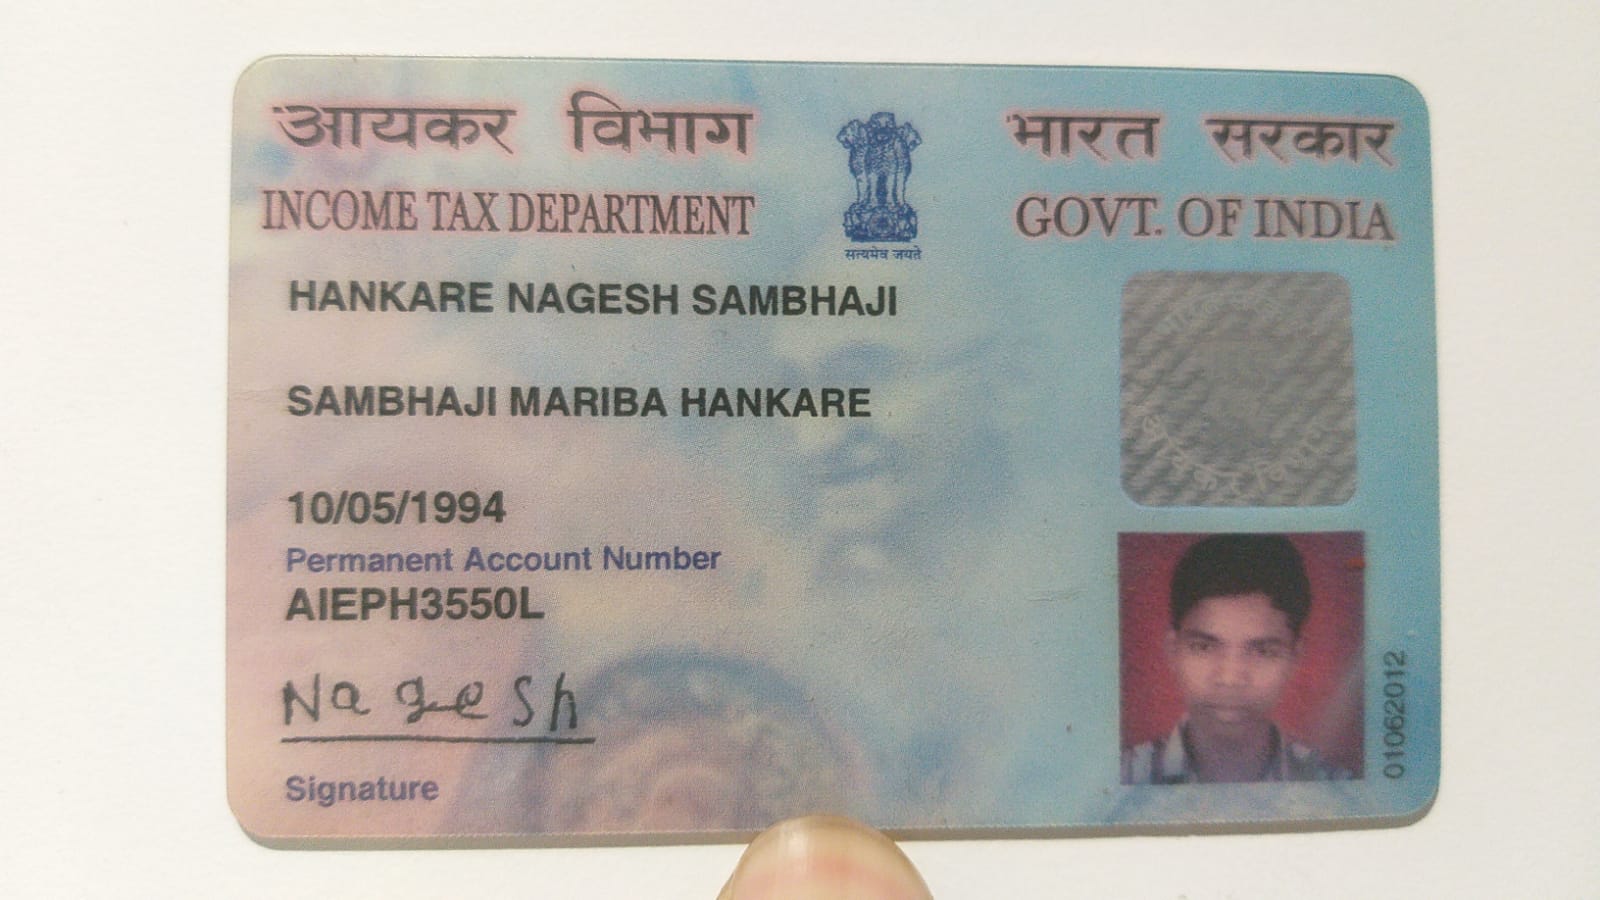 आयकर विभाग
INCOME TAX DEPARTMENT
सत्यमेव जयते
भारत सरकार
GOVT. OF INDIA
HANKARE NAGESH SAMBHAJI
SAMBHAJI MARIBA HANKARE
10/05/1994
Permanent Account Number
AIEPH3550L
Nagesh
Signature
आयकर विभाग
01062012